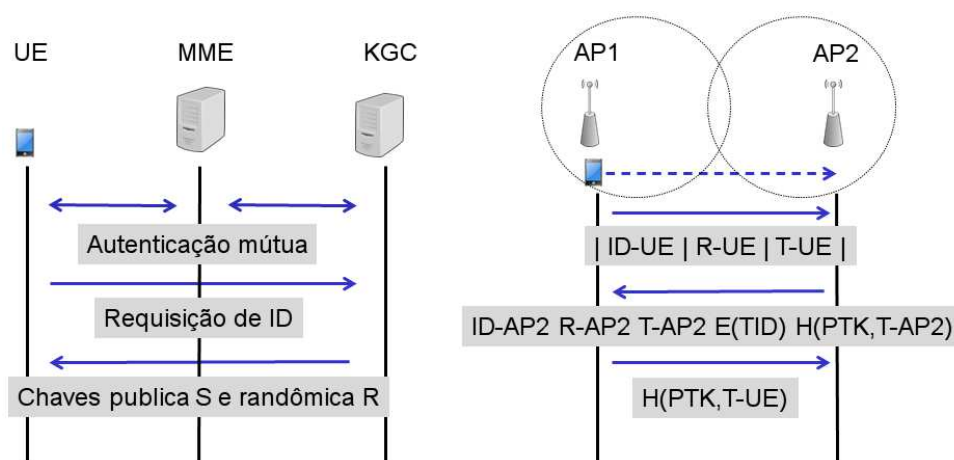 UE
MME
KGC
Autenticação mútua
Requisição de ID
Chaves publica S e randômica R
AP1
AP2
| ID-UE | R-UE | T-UE |
ID-AP2 R-AP2 T-AP2 E(TID) H(PTK,T-AP2)
H(PTK,T-UE)